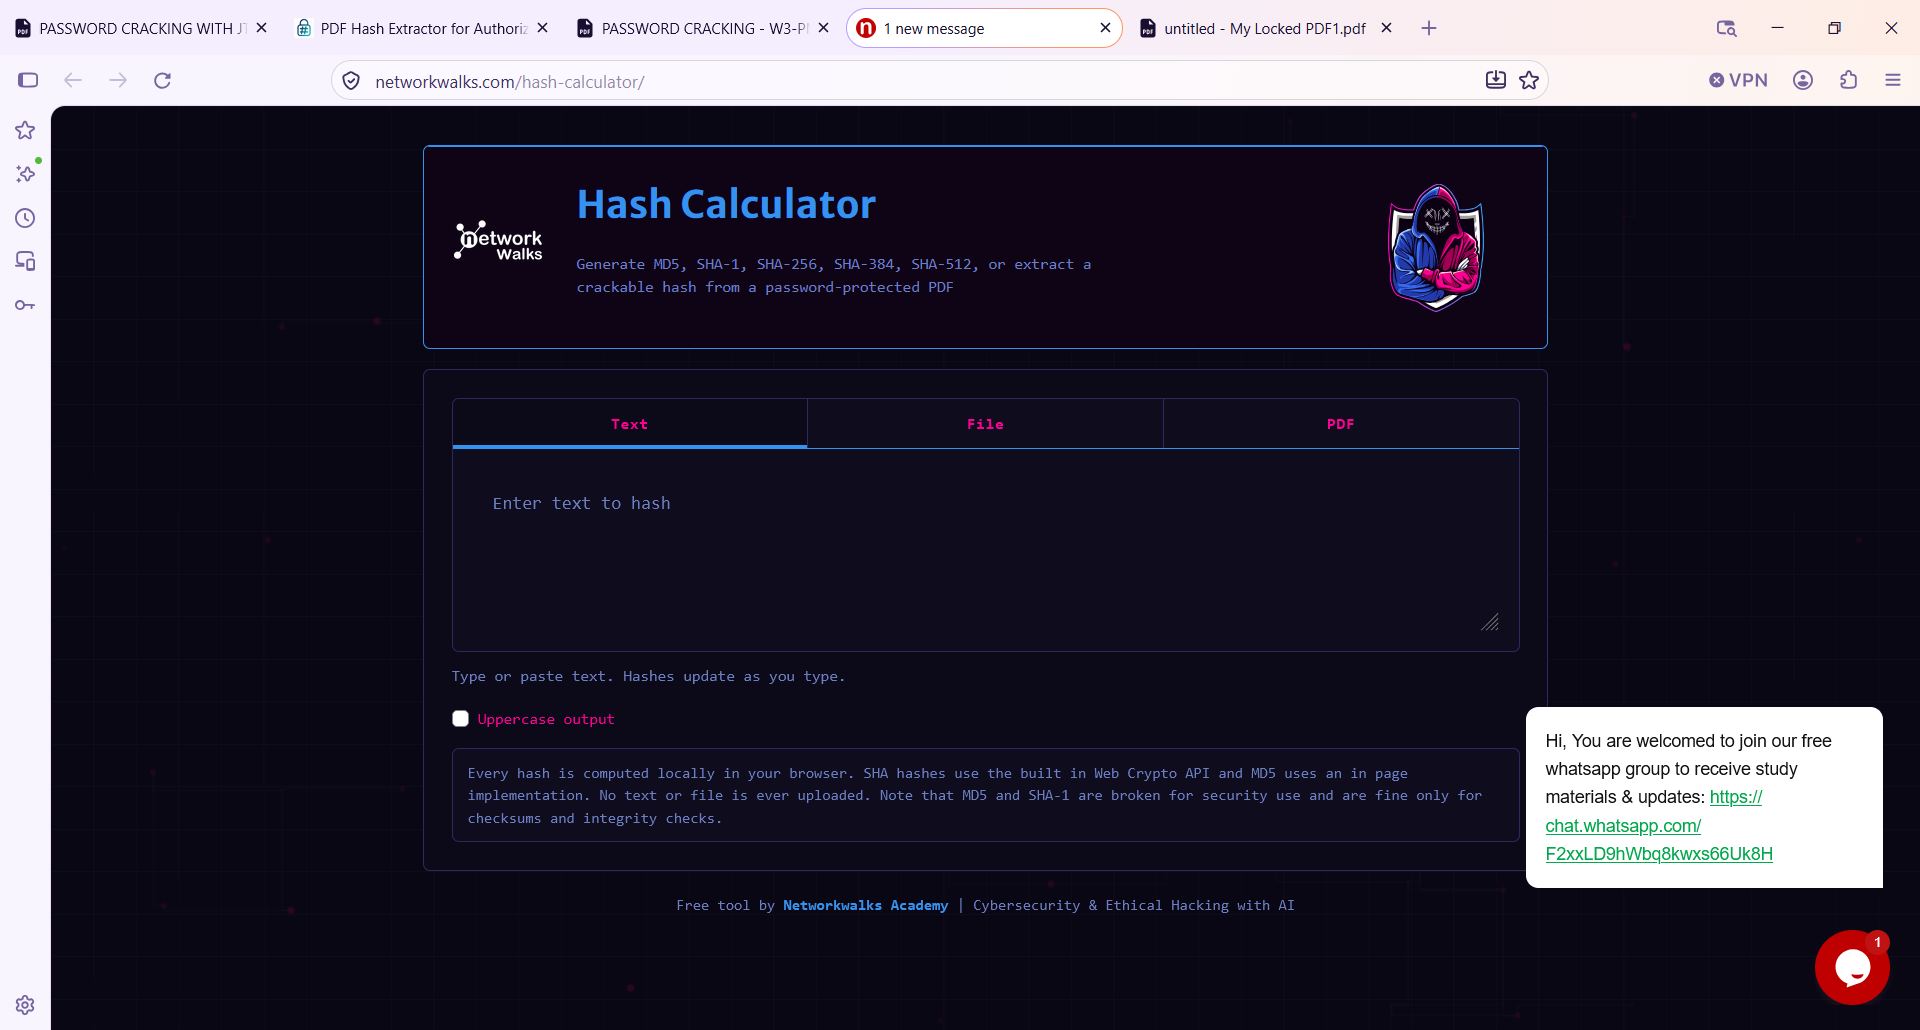 PASSWORD CRACKING WITH JT
PDF Hash Extractor for Authoriz
PASSWORD CRACKING - W3-P
1 new message
untitled - My Locked PDF1.pdf
networkwalks.com/hash-calculator/
VPN
network
Walks
Hash Calculator
Generate MD5, SHA-1, SHA-256, SHA-384, SHA-512, or extract a
crackable hash from a password-protected PDF
Text
File
PDF
Enter text to hash
Type or paste text. Hashes update as you type.
Uppercase output
Every hash is computed locally in your browser. SHA hashes use the built in Web Crypto API and MD5 uses an in page
implementation. No text or file is ever uploaded. Note that MD5 and SHA-1 are broken for security use and are fine only for
checksums and integrity checks.
Hi, You are welcomed to join our free
whatsapp group to receive study
materials & updates: https://
chat.whatsapp.com/
F2xxLD9hWbq8kwxs66Uk8H
Free tool by Networkwalks Academy | Cybersecurity & Ethical Hacking with AI
1